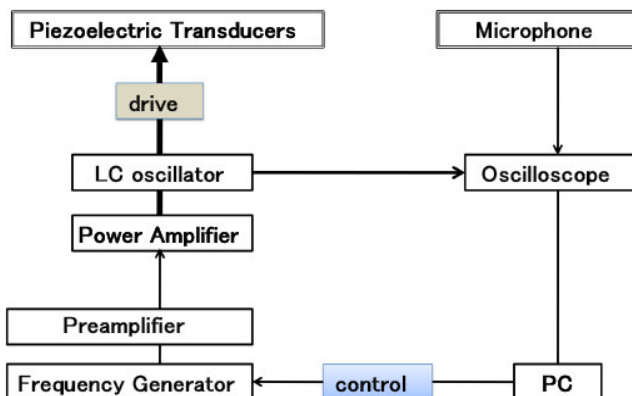 Piezoelectric Transducers
Microphone
drive
LC oscillator
Oscilloscope
Power Amplifier
Preamplifier
Frequency Generator
control
PC